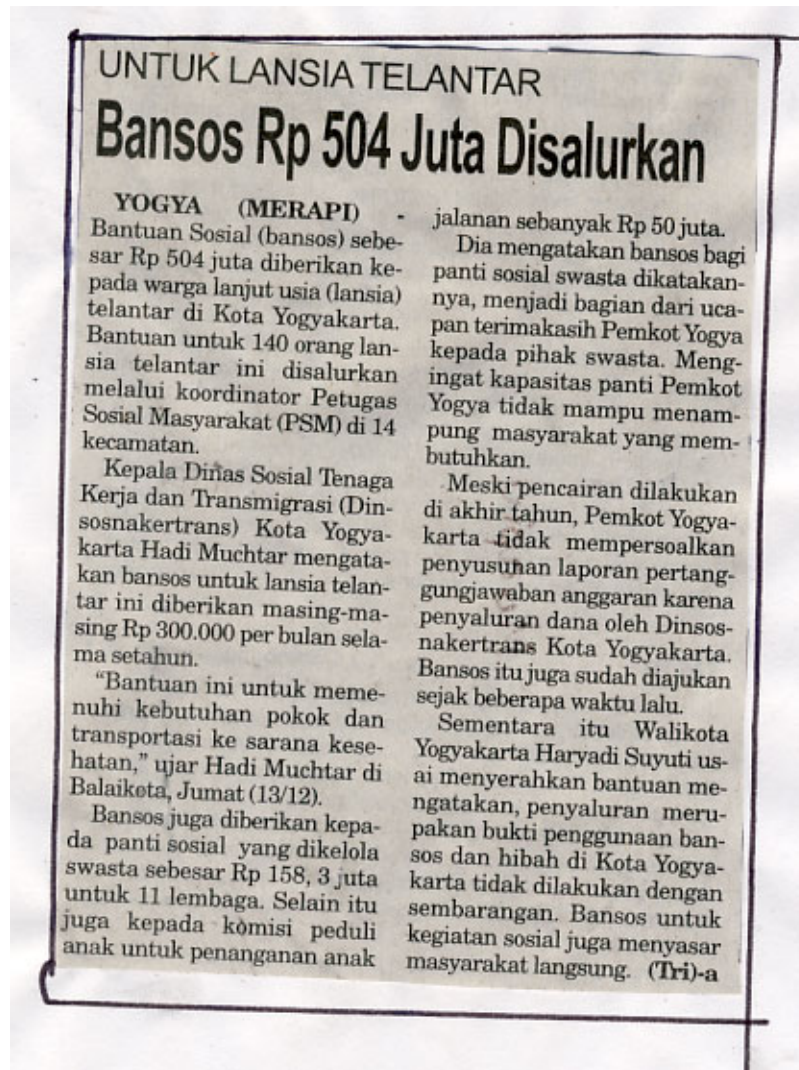 UNTUK LANSIA TELANTAR
Bansos Rp 504 Juta Disalurkan
YOGYA (MERAPI) -
Bantuan Sosial (bansos) sebe-
sar Rp 504 juta diberikan ke-
pada warga lanjut usia (lansia)
telantar di Kota Yogyakarta.
Bantuan untuk 140 orang lan-
sia telantar ini disalurkan
melalui koordinator Petugas
Sosial Masyarakat (PSM) di 14
kecamatan.
Kepala Dinas Sosial Tenaga
Kerja dan Transmigrasi (Din-
sosnakertrans) Kota Yogya-
karta Hadi Muchtar mengata-
kan bansos untuk lansia telan-
tar ini diberikan masing-ma-
sing Rp 300.000 per bulan sela-
ma setahun.
"Bantuan ini untuk meme-
nuhi kebutuhan pokok dan
transportasi ke sarana kese-
hatan," ujar Hadi Muchtar di
Balaikota, Jumat (13/12).
Bansos juga diberikan kepa-
da panti sosial yang dikelola
swasta sebesar Rp 158, 3 juta
untuk 11 lembaga. Selain itu
juga kepada komisi peduli
anak untuk penanganan anak
jalanan sebanyak Rp 50 juta.
Dia mengatakan bansos bagi
panti sosial swasta dikatakan-
nya, menjadi bagian dari uca-
pan terimakasih Pemkot Yogya
kepada pihak swasta. Meng-
ingat kapasitas panti Pemkot
Yogya tidak mampu menam-
pung masyarakat yang mem-
butuhkan.
Meski pencairan dilakukan
di akhir tahun, Pemkot Yogya-
karta tidak mempersoalkan
penyusunan laporan pertang-
gungjawaban anggaran karena
penyaluran dana oleh Dinsos-
nakertrans Kota Yogyakarta.
Bansos itu juga sudah diajukan
sejak beberapa waktu lalu.
Sementara itu Walikota
Yogyakarta Haryadi Suyuti us-
ai menyerahkan bantuan me-
ngatakan, penyaluran meru-
pakan bukti penggunaan ban-
sos dan hibah di Kota Yogya-
karta tidak dilakukan dengan
sembarangan. Bansos untuk
kegiatan sosial juga menyasar
masyarakat langsung. (Tri)-a